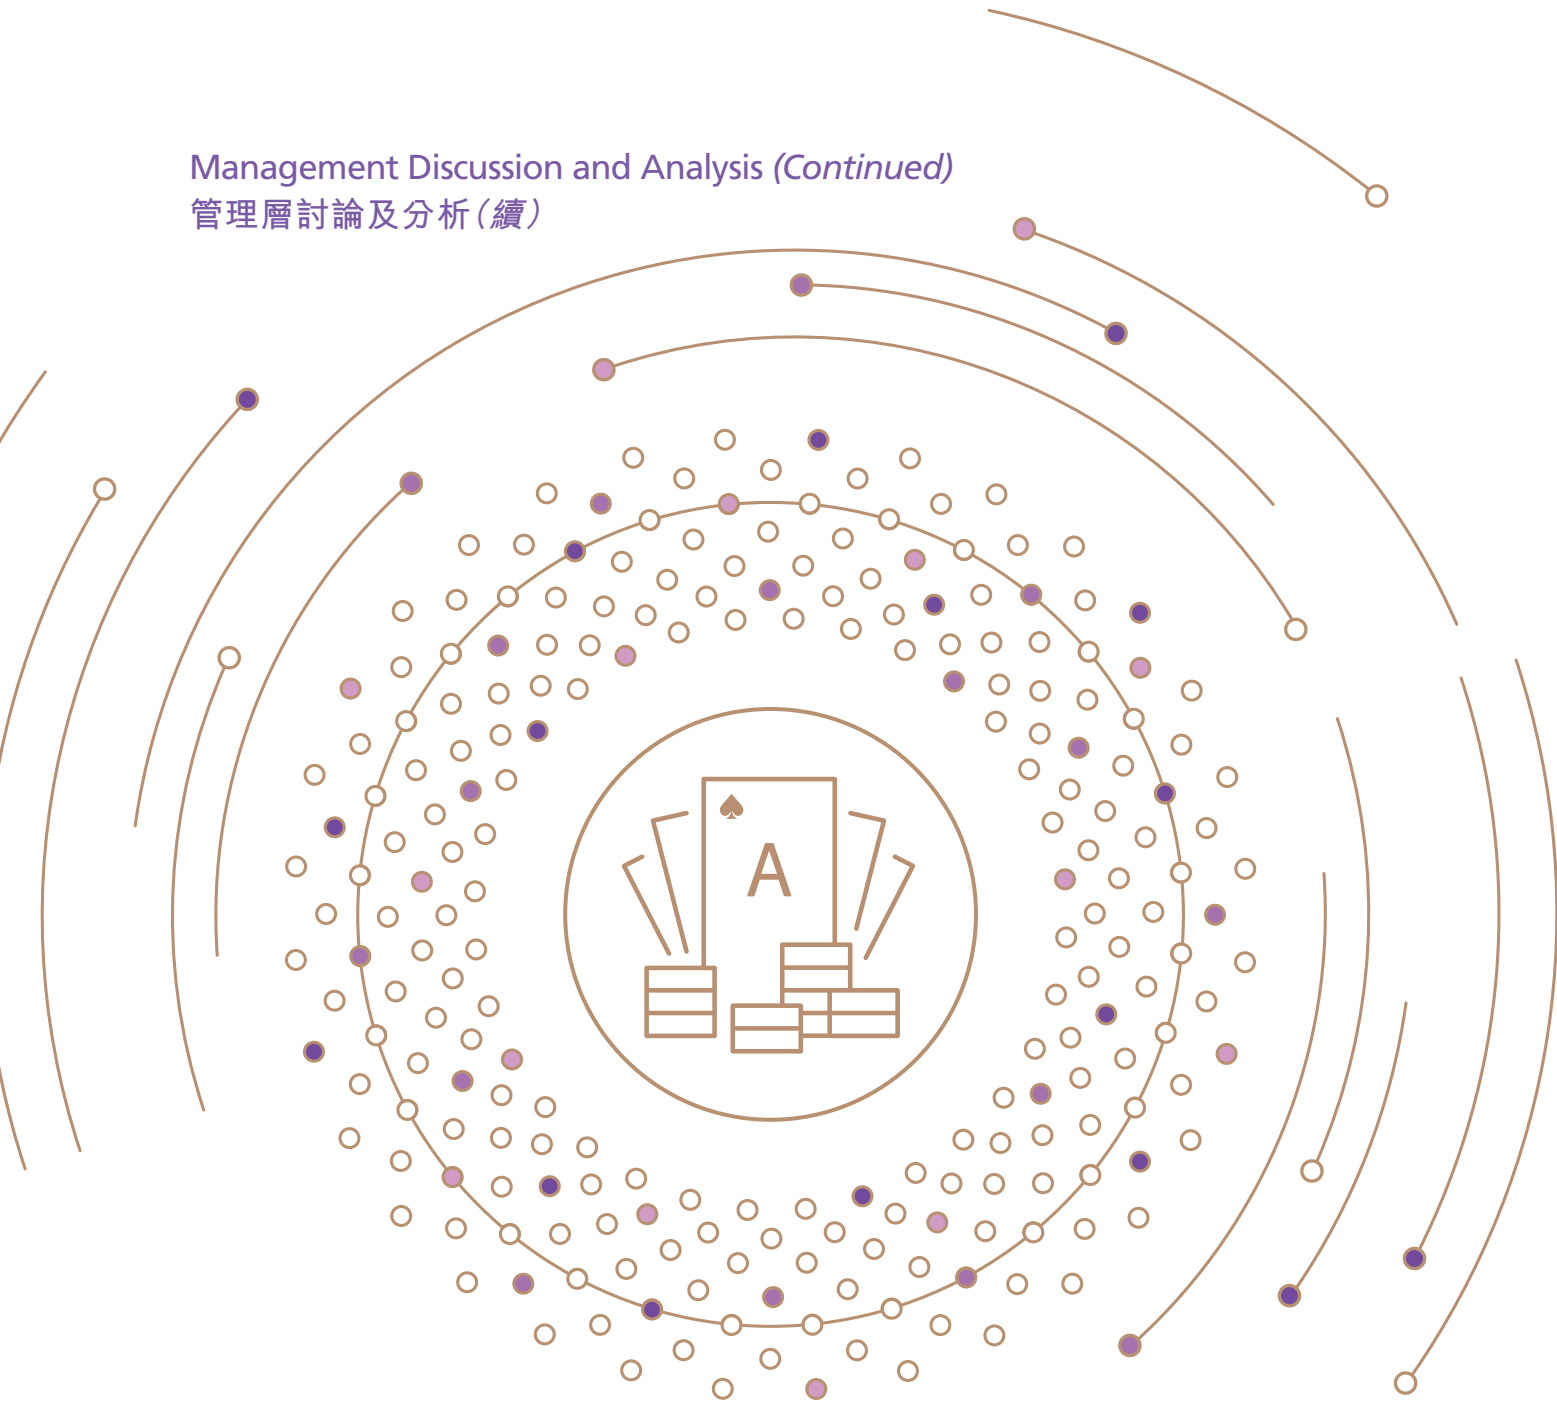 Management Discussion and Analysis (Continued)
管理層討論及分析(續)
A